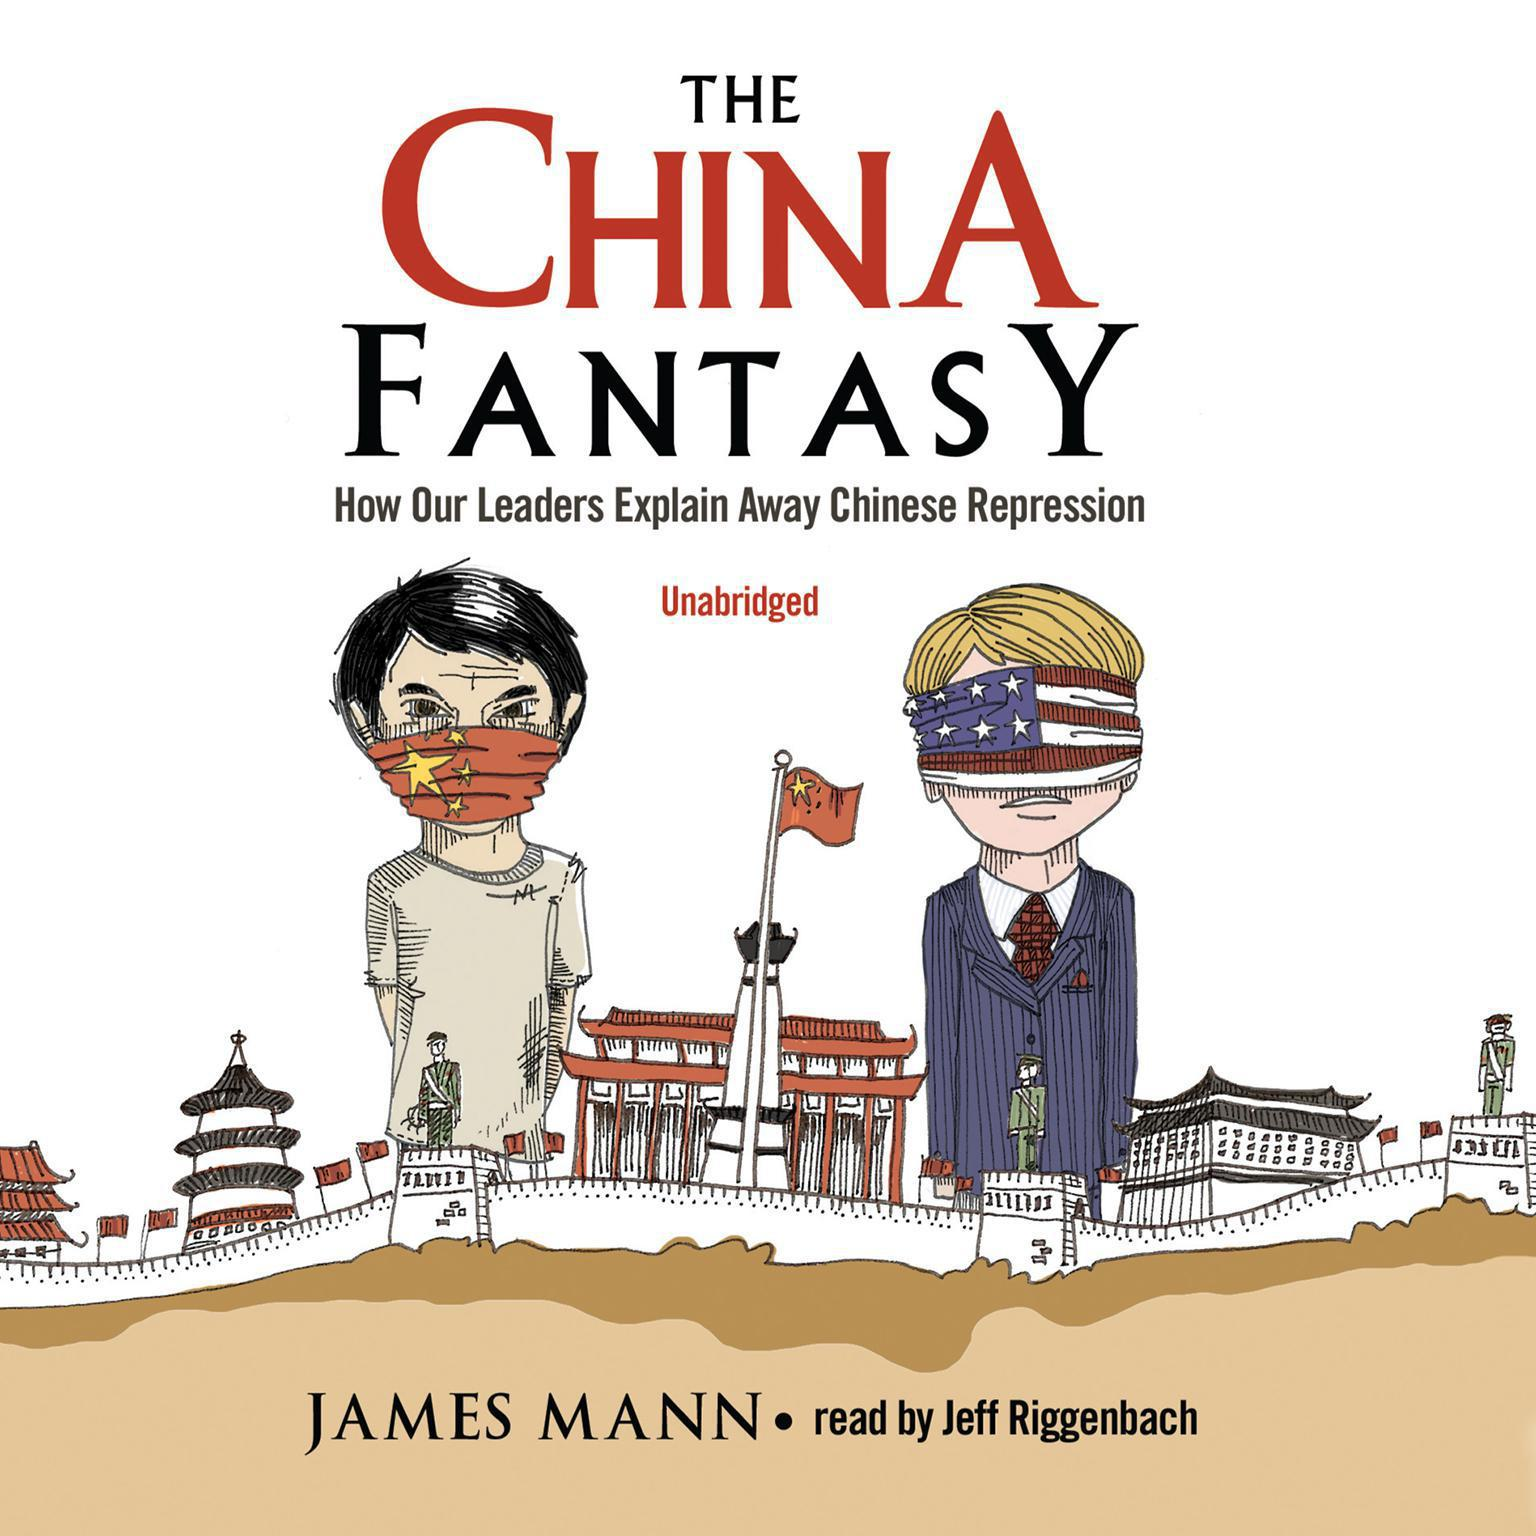 THE
CHINA
FANTASY
How Our Leaders Explain Away Chinese Repression
Unabridged
JAMES MANN • read by Jeff Riggenbach